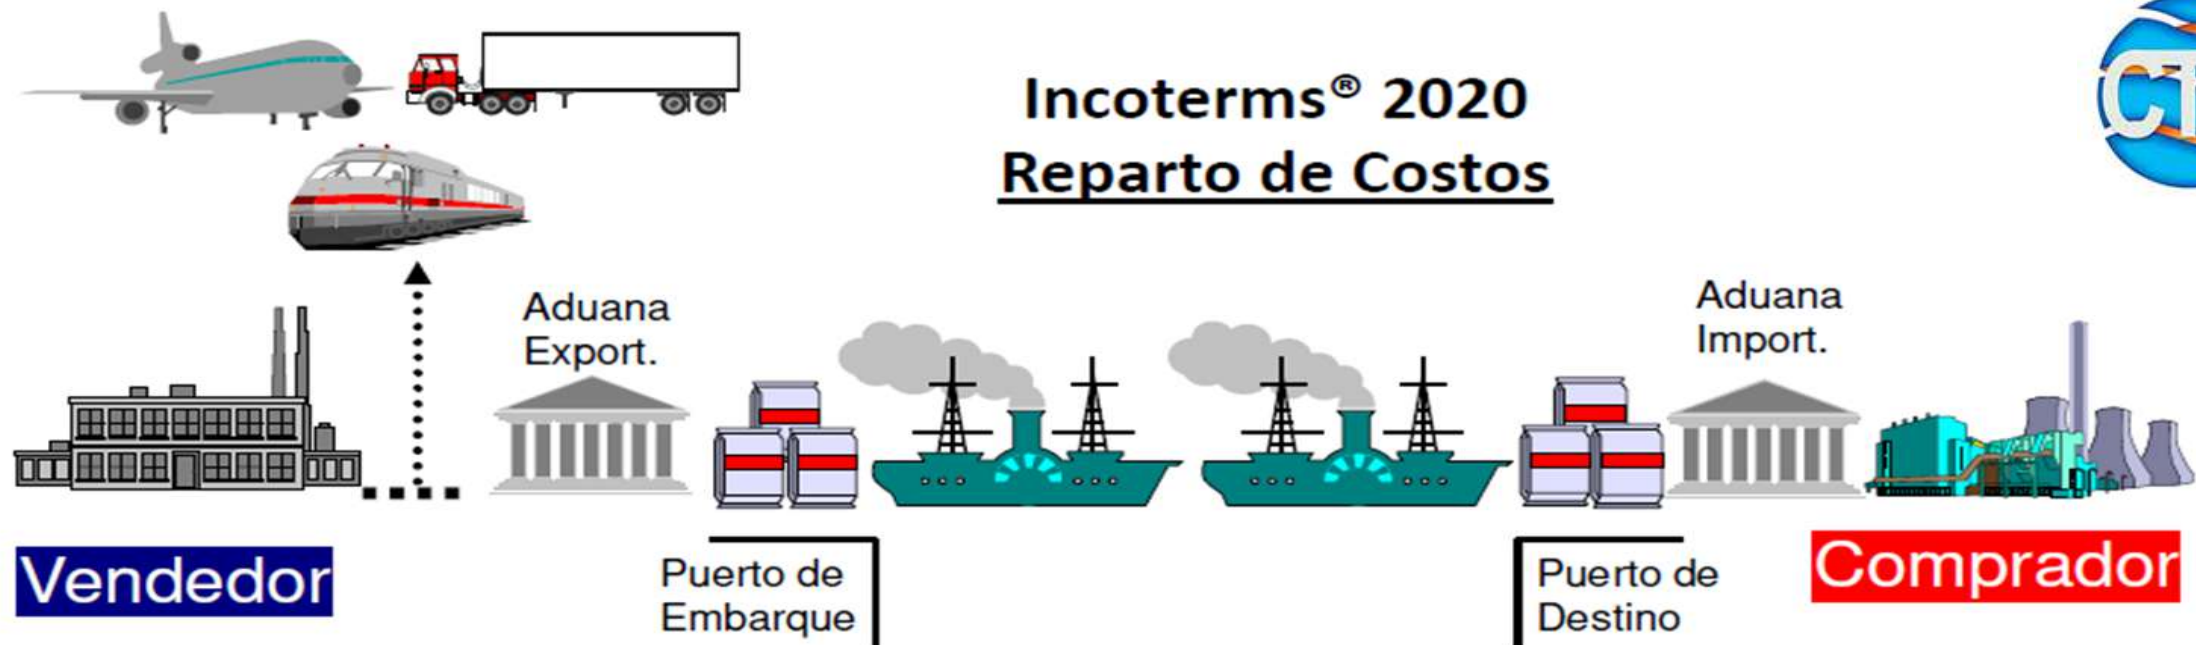 Incoterms® 2020
Reparto de Costos
Aduana
Export.
Aduana
Import.
Vendedor
Puerto de
Embarque
Puerto de
Destino
Comprador